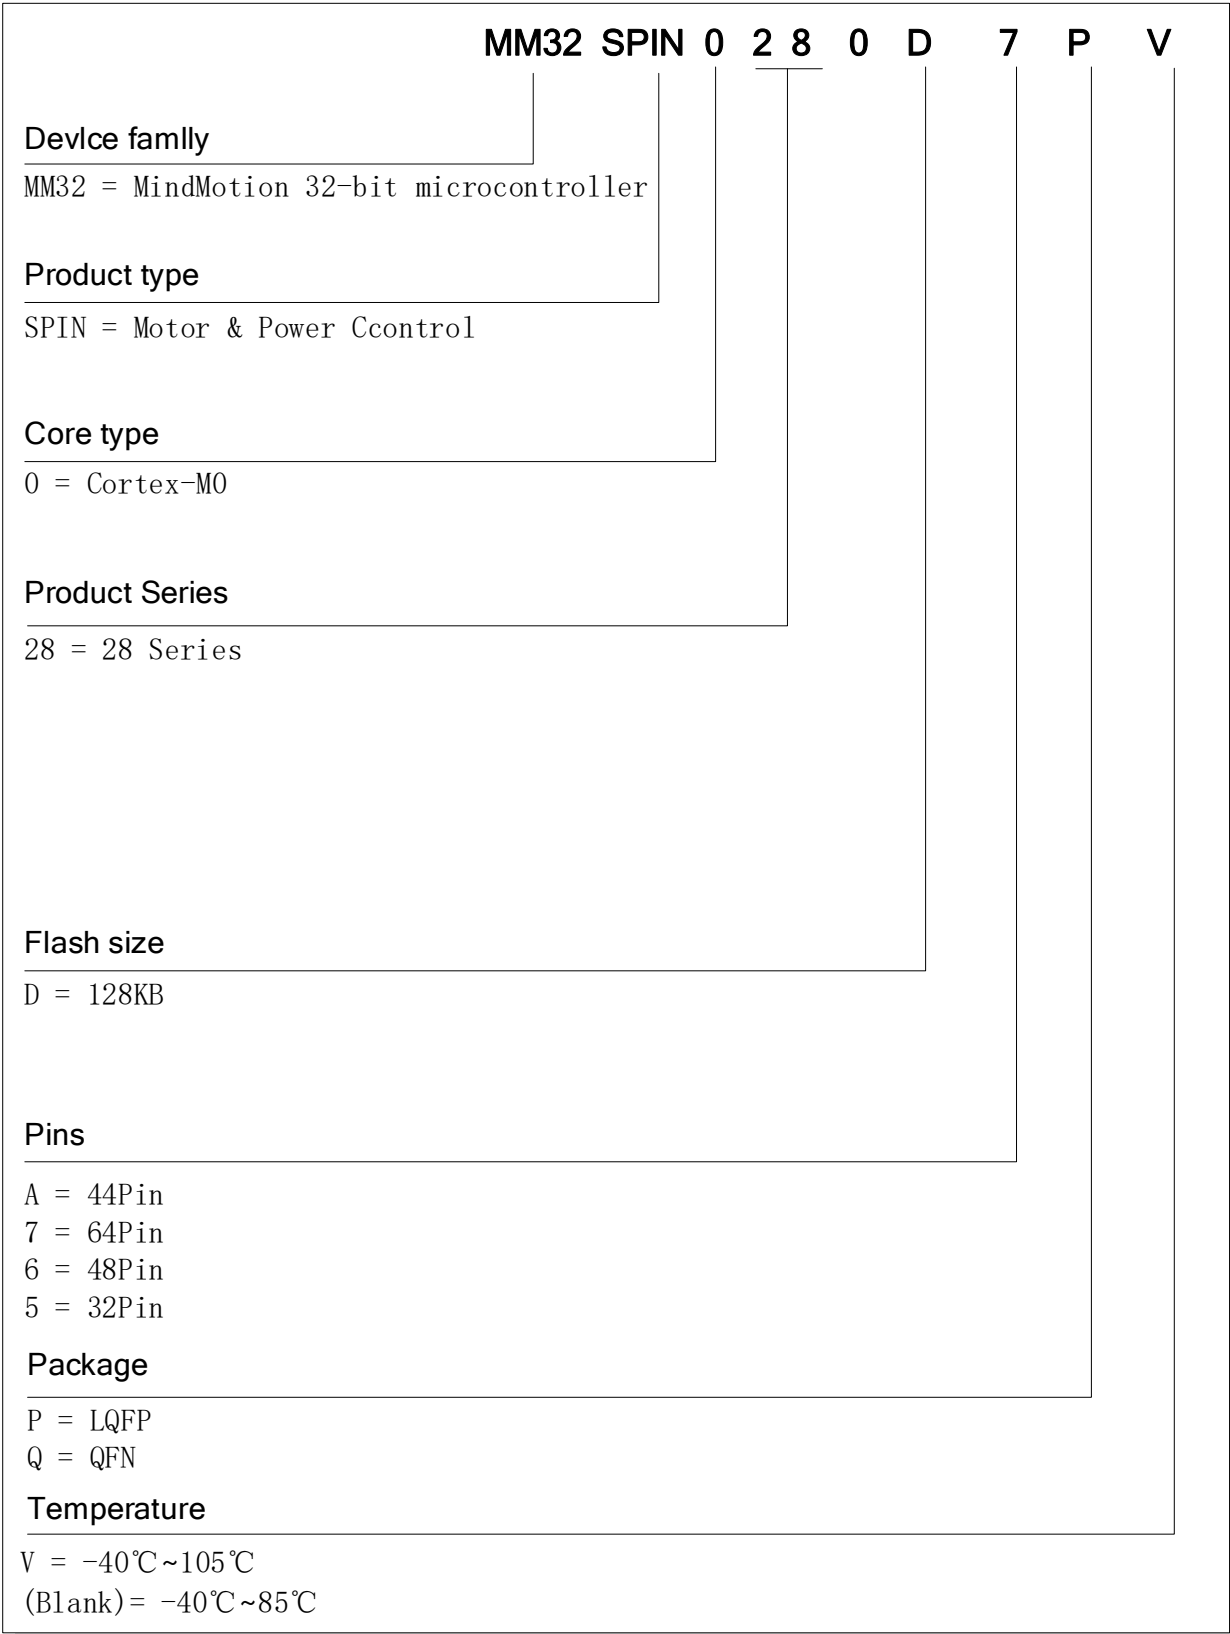 MM32 SPIN 0 2 8 0 D 7 P V
DevIce famIly
MM32 = MindMotion 32-bit microcontroller
Product type
SPIN = Motor & Power Ccontrol
Core type
0 = Cortex-M0
Product Series
28 = 28 Series
Flash size
D = 128KB
Pins
A = 44Pin
7 = 64Pin
6 = 48Pin
5 = 32Pin
Package
P = LQFP
Q = QFN
Temperature
V = -40℃~105℃
(Blank)= -40℃~85℃